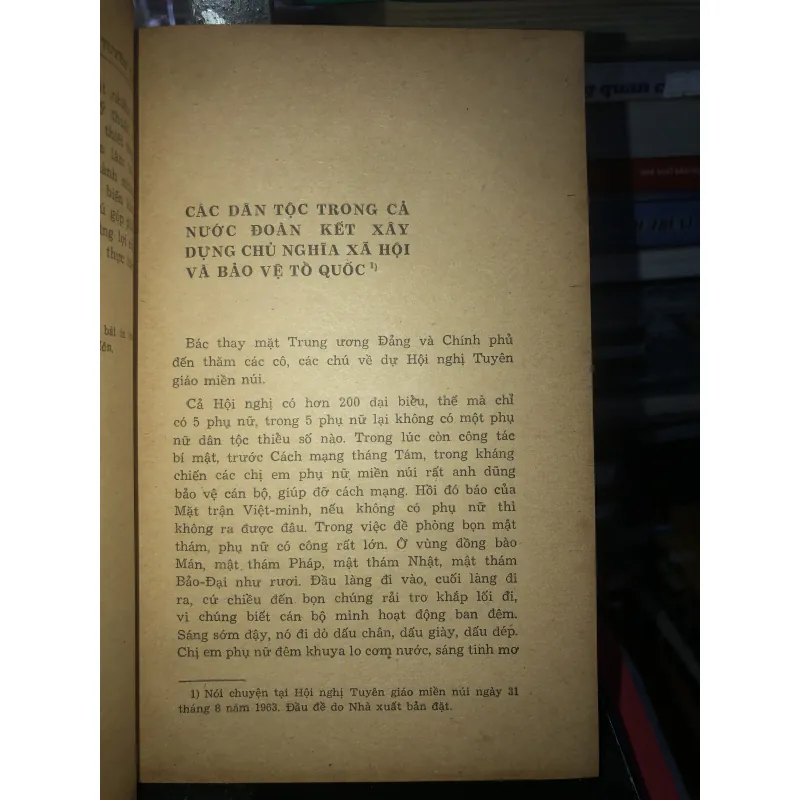 CÁC DÂN TỘC TRONG CẢ
NƯỚC ĐOÀN KẾT XÂY
DỰNG CHỦ NGHĨA XÃ HỘI
VÀ BẢO VỆ TỔ QUỐC 1)
Bác thay mặt Trung ương Đảng và Chính phủ
đến thăm các cô, các chú về dự Hội nghị Tuyên
giáo miền núi.
Cả Hội nghị có hơn 200 đại biểu, thế mà chỉ
có 5 phụ nữ, trong 5 phụ nữ lại không có một phụ
nữ dân tộc thiểu số nào. Trong lúc còn công tác
bí mật, trước Cách mạng tháng Tám, trong kháng
chiến các chị em phụ nữ miền núi rất anh dũng
bảo vệ cán bộ, giúp đỡ cách mạng. Hồi đó báo của
Mặt trận Việt-minh, nếu không có phụ nữ thì
không ra được đâu. Trong việc đề phòng bọn mật
thám, phụ nữ có công rất lớn. Ở vùng đồng bào
Mán, mật thám Pháp, mật thám Nhật, mật thám
Bảo-Đại như rươi. Đầu làng đi vào, cuối làng đi
ra, cứ chiều đến bọn chúng rải tro khắp lối đi,
vì chúng biết cán bộ mình hoạt động ban đêm.
Sáng sớm dậy, nó đi dò dấu chân, dấu giày, dấu dép.
Chị em phụ nữ đêm khuya lo cơm nước, sáng tinh mơ
1) Nói chuyện tại Hội nghị Tuyên giáo miền núi ngày 31
tháng 8 năm 1963. Đầu đề do Nhà xuất bản đặt.